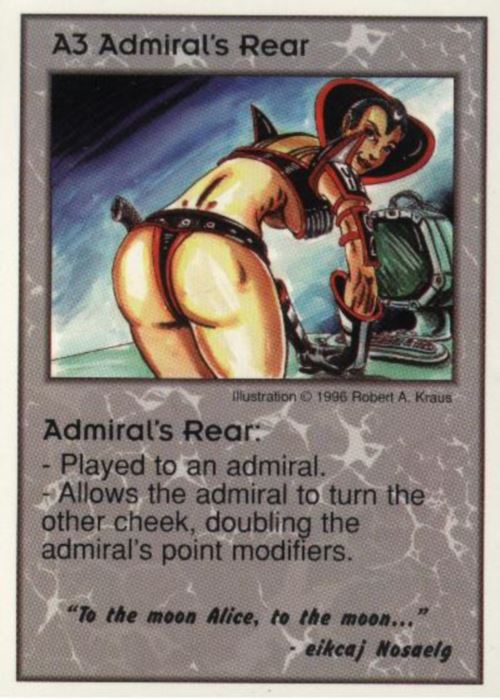 A3 Admiral's Rear
Illustration © 1996 Robert A. Kraus
Admiral's Rear:
- Played to an admiral.
- Allows the admiral to turn the
other cheek, doubling the
admiral's point modifiers.
"To the moon Alice, to the moon..."
- eikcaj Nosaelg